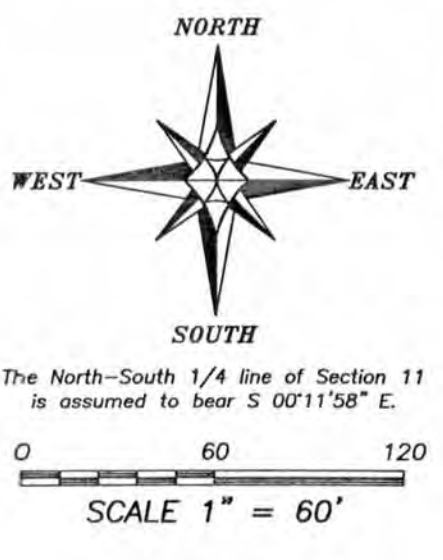 NORTH
WEST EAST
SOUTH
The North-South 1/4 line of Section 11
is assumed to bear S 00°11'58" E.
0 60 120
SCALE 1" = 60'